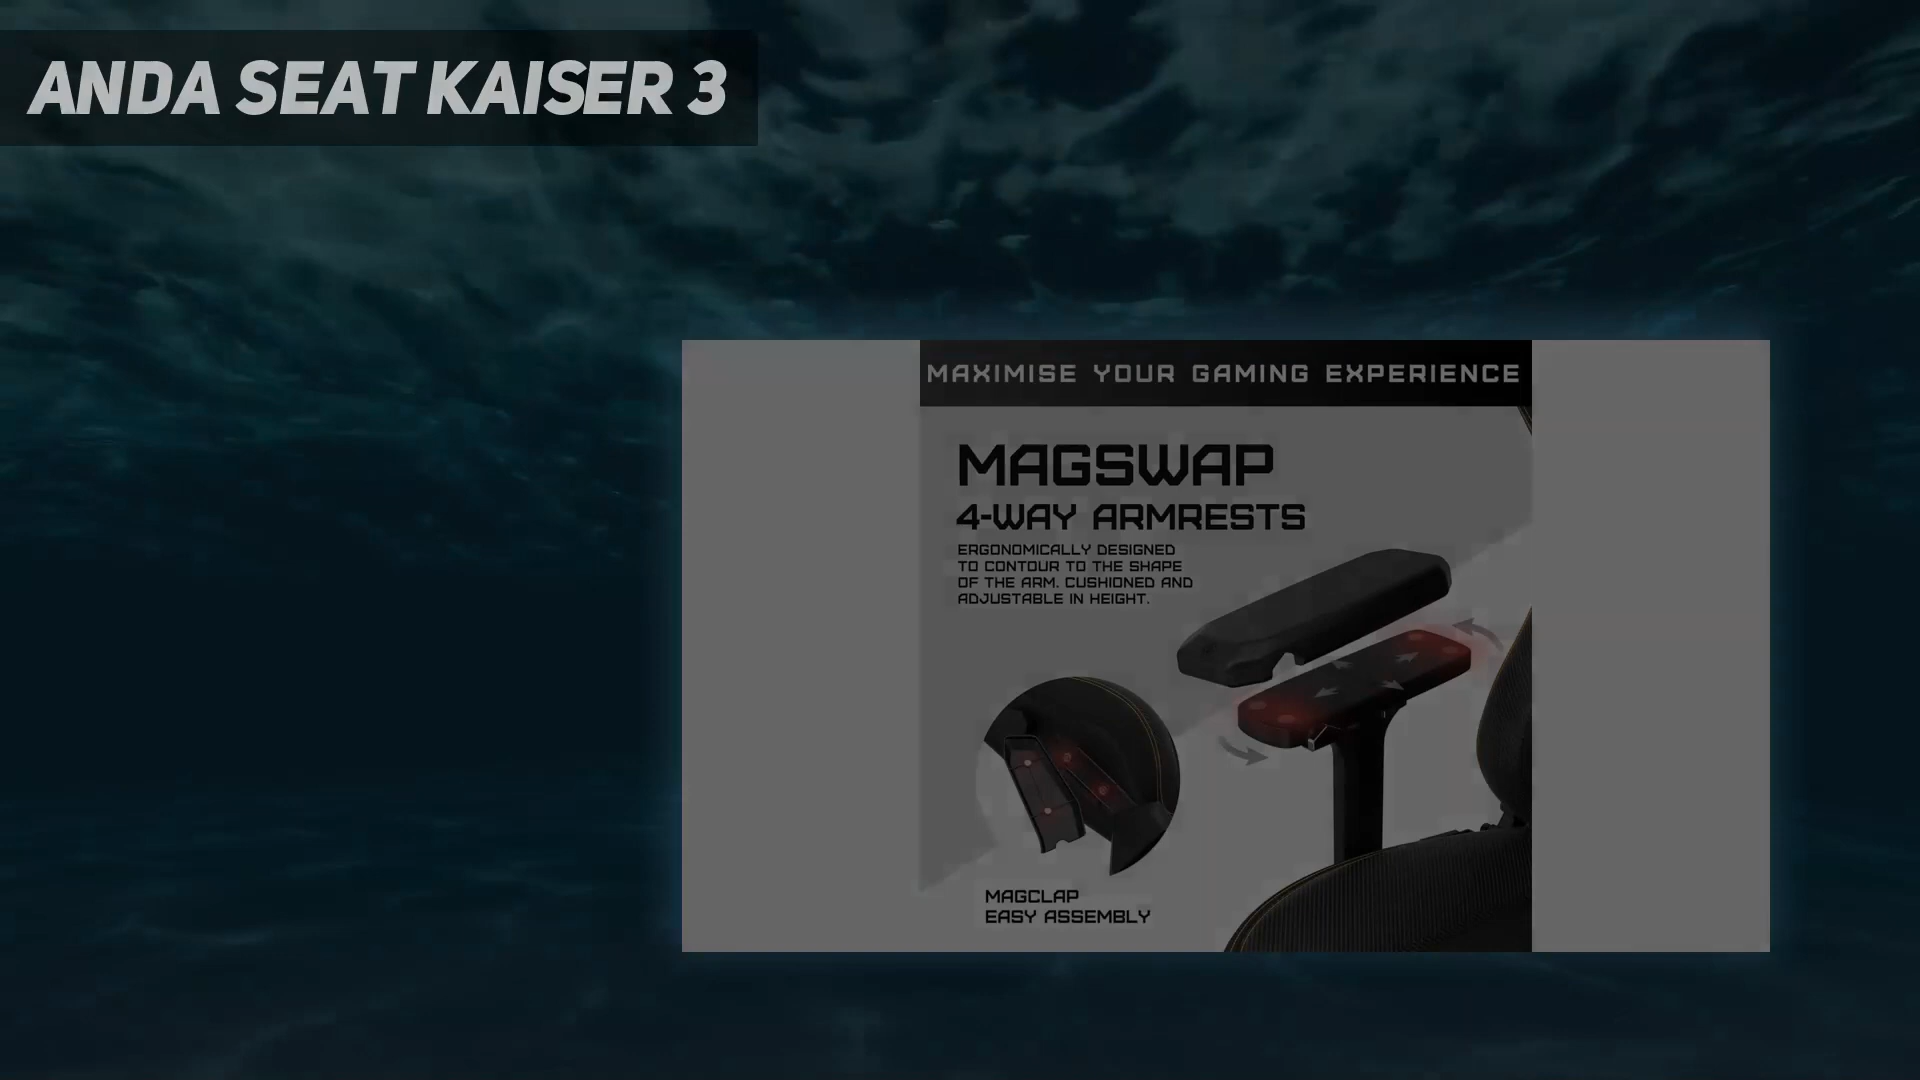 ANDA SEAT KAISER 3
MAXIMISE YOUR GAMING EXPERIENCE
MAGSWAP
4-WAY ARMRESTS
ERGONOMICALLY DESIGNED
TO CONTOUR TO THE SHAPE
OF THE ARM. CUSHIONED AND
ADJUSTABLE IN HEIGHT.
MAGCLAP
EASY ASSEMBLY